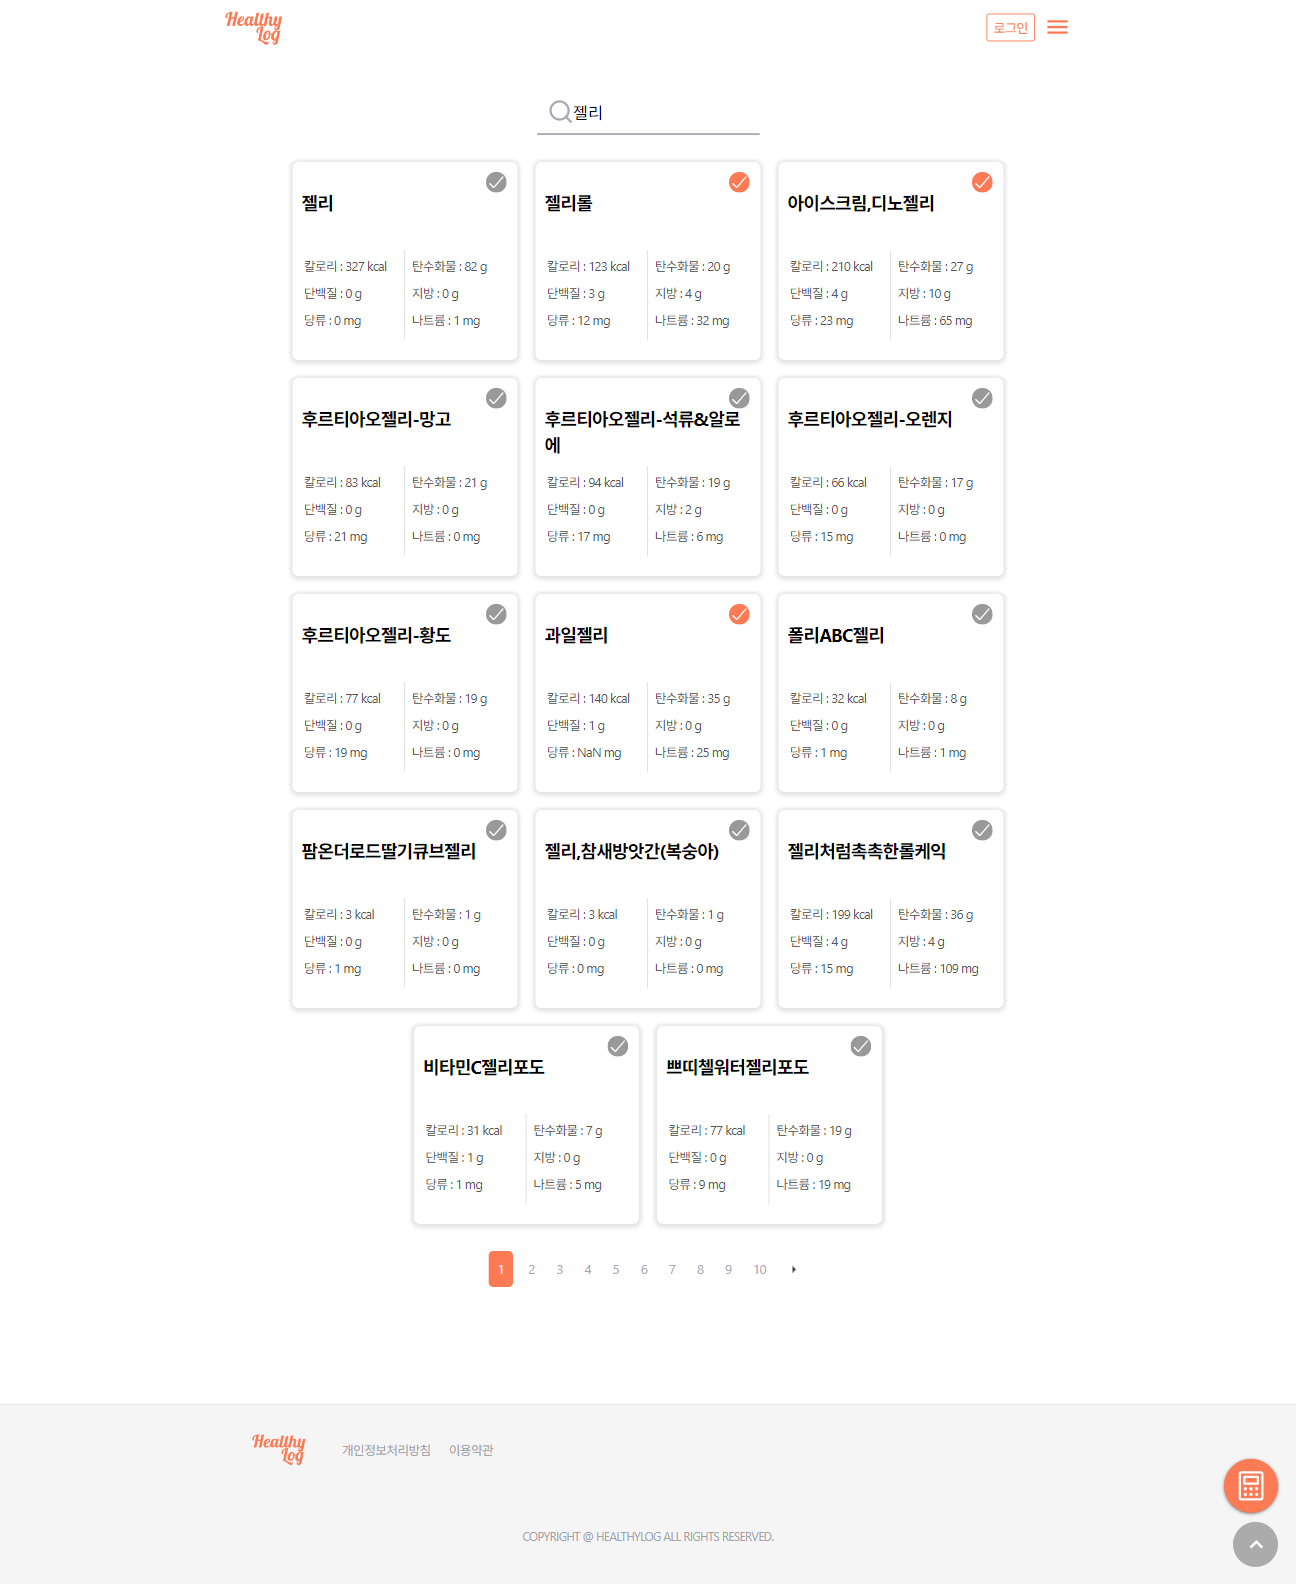 Healthy
Log
로그인
젤리
젤리
칼로리 : 327 kcal
탄수화물 : 82 g
단백질 : 0 g
지방 : 0 g
당류 : 0 mg
나트륨 : 1 mg
젤리롤
칼로리 : 123 kcal
탄수화물 : 20 g
단백질 : 3 g
지방 : 4 g
당류 : 12 mg
나트륨 : 32 mg
아이스크림,디노젤리
칼로리 : 210 kcal
탄수화물 : 27 g
단백질 : 4 g
지방 : 10 g
당류 : 23 mg
나트륨 : 65 mg
후르티아오젤리-망고
칼로리 : 83 kcal
탄수화물 : 21 g
단백질 : 0 g
지방 : 0 g
당류 : 21 mg
나트륨 : 0 mg
후르티아오젤리-석류&알로
에
칼로리 : 94 kcal
탄수화물 : 19 g
단백질 : 0 g
지방 : 2 g
당류 : 17 mg
나트륨 : 6 mg
후르티아오젤리-오렌지
칼로리 : 66 kcal
탄수화물 : 17 g
단백질 : 0 g
지방 : 0 g
당류 : 15 mg
나트륨 : 0 mg
후르티아오젤리-황도
칼로리 : 77 kcal
탄수화물 : 19 g
단백질 : 0 g
지방 : 0 g
당류 : 19 mg
나트륨 : 0 mg
과일젤리
칼로리 : 140 kcal
탄수화물 : 35 g
단백질 : 1 g
지방 : 0 g
당류 : NaN mg
나트륨 : 25 mg
폴리ABC젤리
칼로리 : 32 kcal
탄수화물 : 8 g
단백질 : 0 g
지방 : 0 g
당류 : 1 mg
나트륨 : 1 mg
팜온더로드딸기큐브젤리
칼로리 : 3 kcal
탄수화물 : 1 g
단백질 : 0 g
지방 : 0 g
당류 : 1 mg
나트륨 : 0 mg
젤리,참새방앗간(복숭아)
칼로리 : 3 kcal
탄수화물 : 1 g
단백질 : 0 g
지방 : 0 g
당류 : 0 mg
나트륨 : 0 mg
젤리처럼촉촉한롤케익
칼로리 : 199 kcal
탄수화물 : 36 g
단백질 : 4 g
지방 : 4 g
당류 : 15 mg
나트륨 : 109 mg
비타민C젤리포도
칼로리 : 31 kcal
탄수화물 : 7 g
단백질 : 1 g
지방 : 0 g
당류 : 1 mg
나트륨 : 5 mg
쁘띠첼워터젤리포도
칼로리 : 77 kcal
탄수화물 : 19 g
단백질 : 0 g
지방 : 0 g
당류 : 9 mg
나트륨 : 19 mg
1 2 3 4 5 6 7 8 9 10
Healthy
Log
개인정보처리방침 이용약관
COPYRIGHT @ HEALTHYLOG ALL RIGHTS RESERVED.